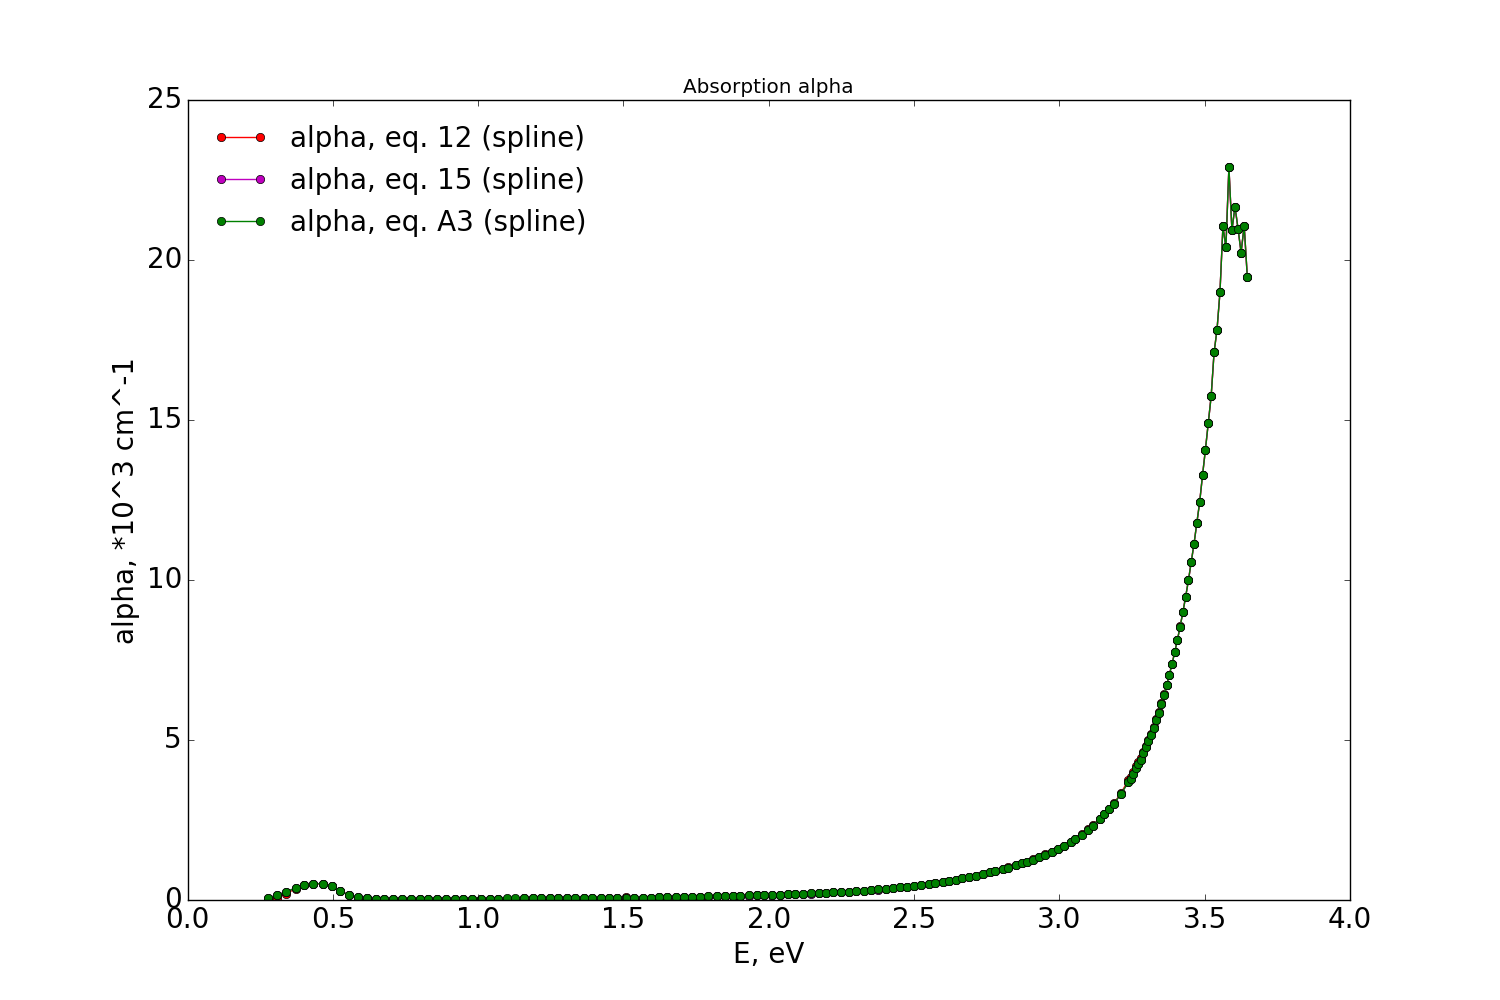 Absorption alpha
25
20
15
10
5
0
alpha, *10^3 cm^-1
alpha, eq. 12 (spline)
alpha, eq. 15 (spline)
alpha, eq. A3 (spline)
0.0 0.5 1.0 1.5 2.0 2.5 3.0 3.5 4.0
E, eV